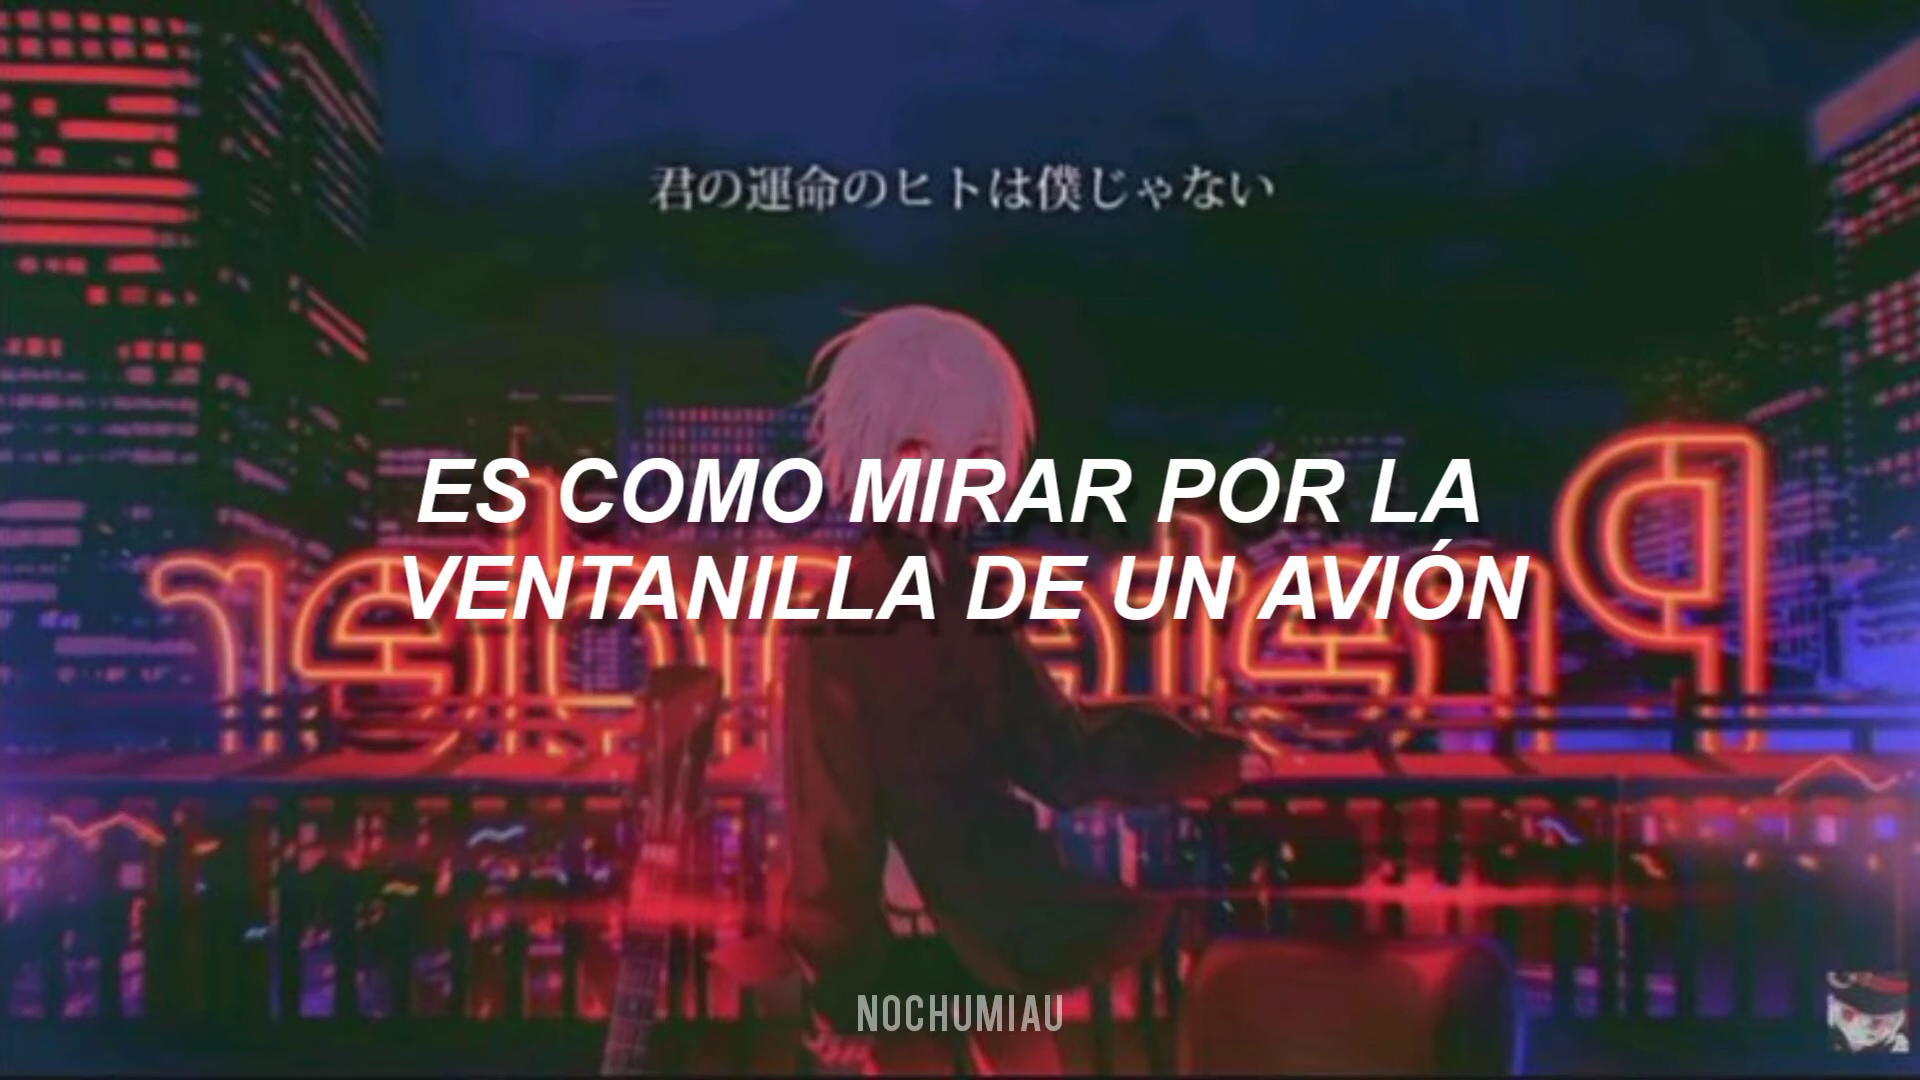 君の運命のヒトは僕じゃない
ES COMO MIRAR POR LA
VENTANILLA DE UN AVIÓN
Pretender
NOCHUMIAU